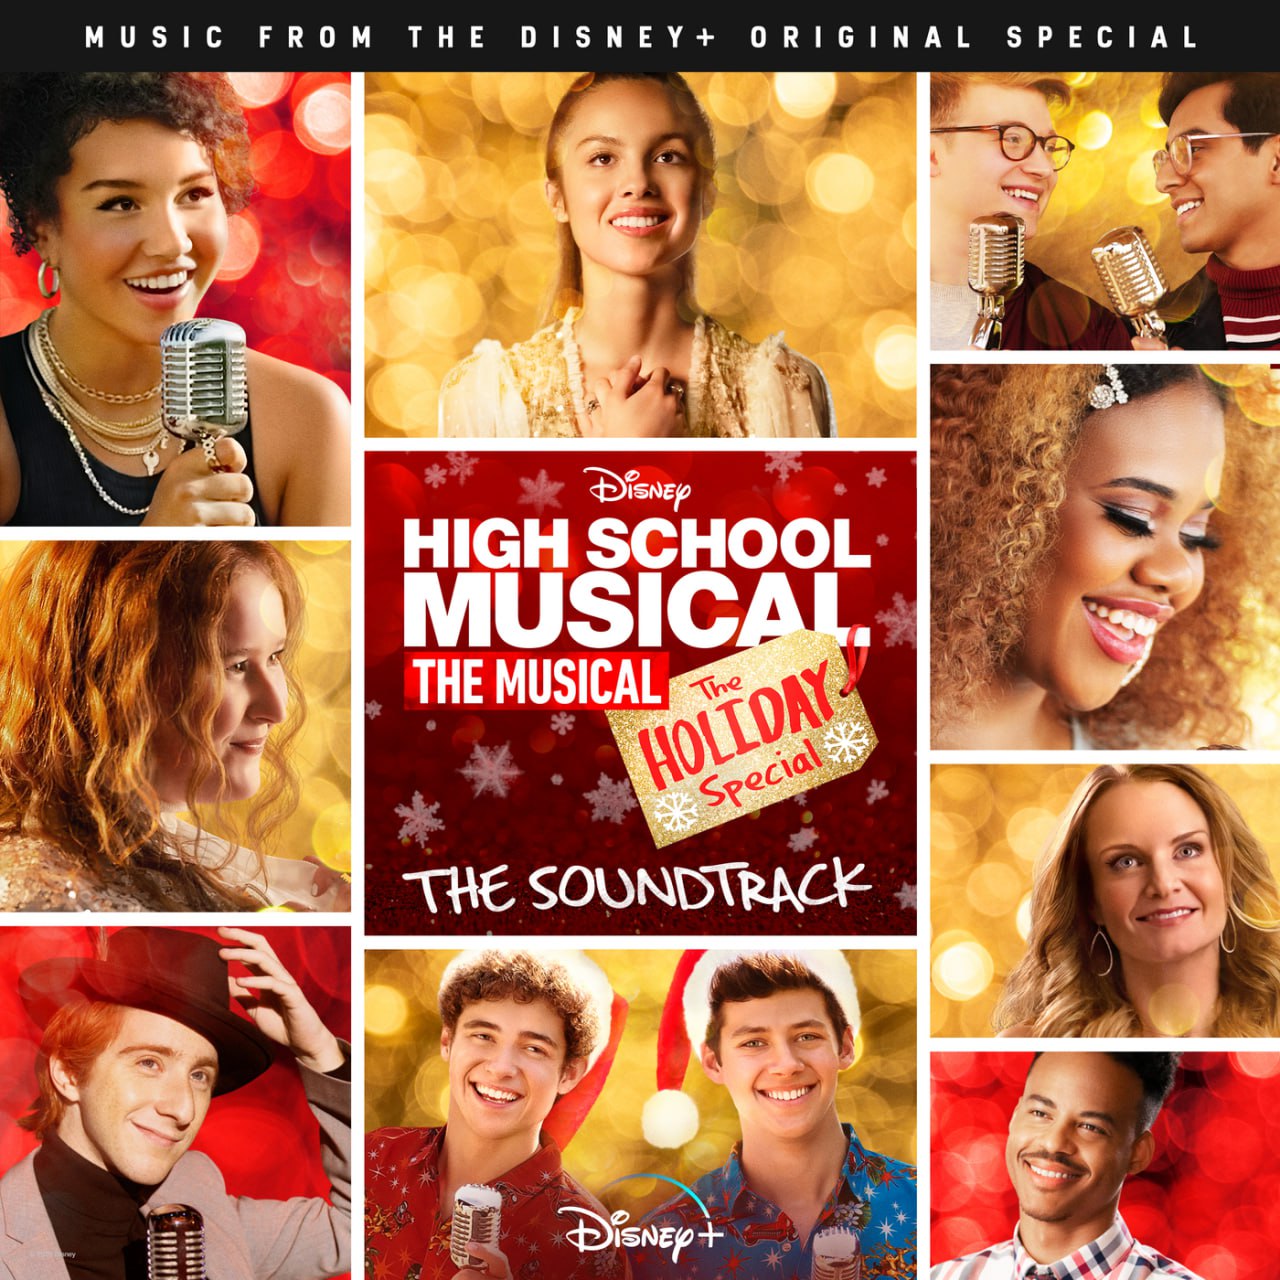 MUSIC FROM THE DISNEY+ ORIGINAL SPECIAL
Disney
HIGH SCHOOL
MUSICAL
THE MUSICAL
The
HOLIDAY
Special
THE SOUNDTRACK
Disney+